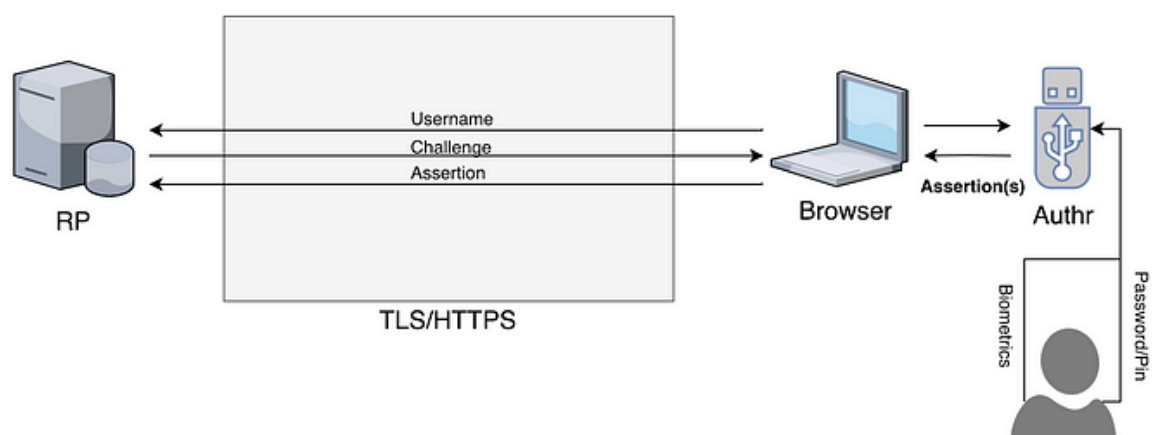 Username
Challenge
Assertion
RP
TLS/HTTPS
Browser
Assertion(s)
Authr
Biometrics
Password/Pin